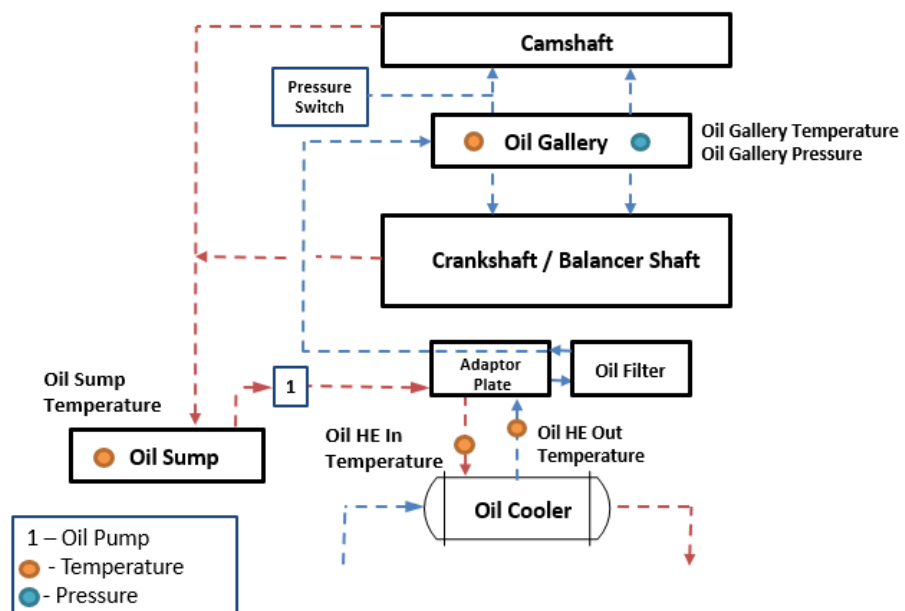 Camshaft
Pressure
Switch
Oil Gallery
Oil Gallery Temperature
Oil Gallery Pressure
Crankshaft / Balancer Shaft
Adaptor
Plate
Oil Filter
Oil Sump
Temperature
1
Oil HE In
Temperature
Oil HE Out
Temperature
Oil Sump
Oil Cooler
1 – Oil Pump
- Temperature
- Pressure